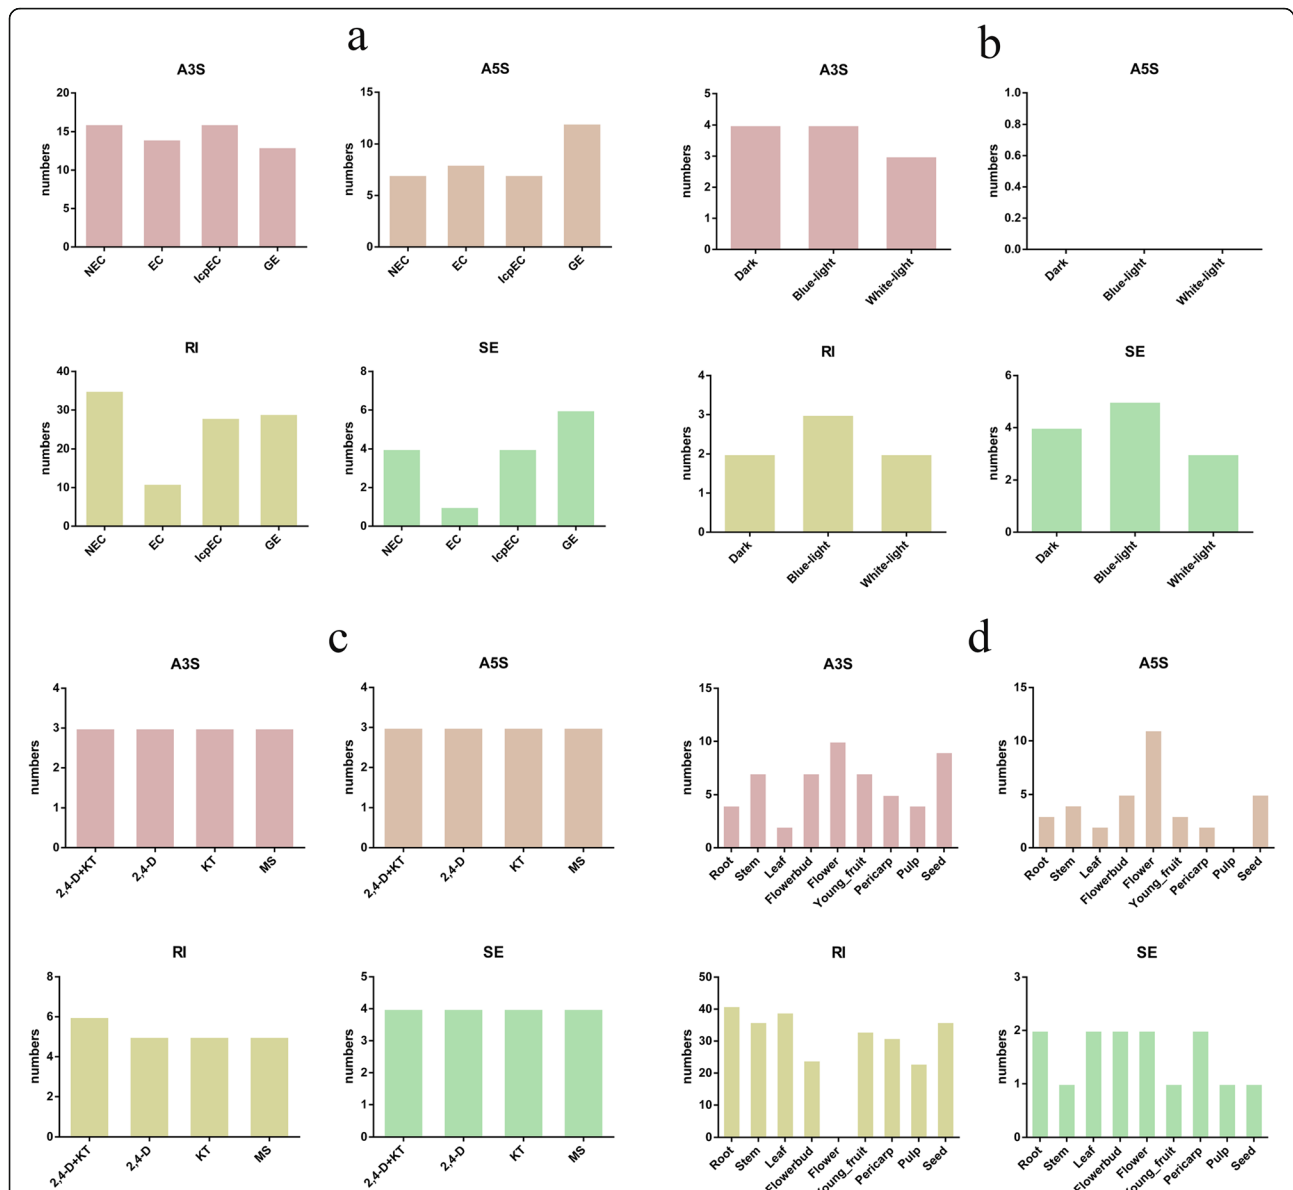 a
A3S
numbers
20
15
10
5
0
NEC
EC
IcpEC
GE
A5S
numbers
15
10
5
0
NEC
EC
IcpEC
GE
RI
numbers
40
30
20
10
0
NEC
EC
IcpEC
GE
SE
numbers
8
6
4
2
0
NEC
EC
IcpEC
GE
b
A3S
numbers
5
4
3
2
1
0
Dark
Blue-light
White-light
A5S
numbers
1.0
0.8
0.6
0.4
0.2
0.0
Dark
Blue-light
White-light
RI
numbers
4
3
2
1
0
Dark
Blue-light
White-light
SE
numbers
6
4
2
0
Dark
Blue-light
White-light
c
A3S
numbers
4
3
2
1
0
2,4-D+KT
2,4-D
KT
MS
A5S
numbers
4
3
2
1
0
2,4-D+KT
2,4-D
KT
MS
RI
numbers
8
6
4
2
0
2,4-D+KT
2,4-D
KT
MS
SE
numbers
5
4
3
2
1
0
2,4-D+KT
2,4-D
KT
MS
d
A3S
numbers
15
10
5
0
Root
Stem
Leaf
Flowerbud
Flower
Young_fruit
Pericarp
Pulp
Seed
A5S
numbers
15
10
5
0
Root
Stem
Leaf
Flowerbud
Flower
Young_fruit
Pericarp
Pulp
Seed
RI
numbers
50
40
30
20
10
0
Root
Stem
Leaf
Flowerbud
Flower
Young_fruit
Pericarp
Pulp
Seed
SE
numbers
3
2
1
0
Root
Stem
Leaf
Flowerbud
Flower
Young_fruit
Pericarp
Pulp
Seed